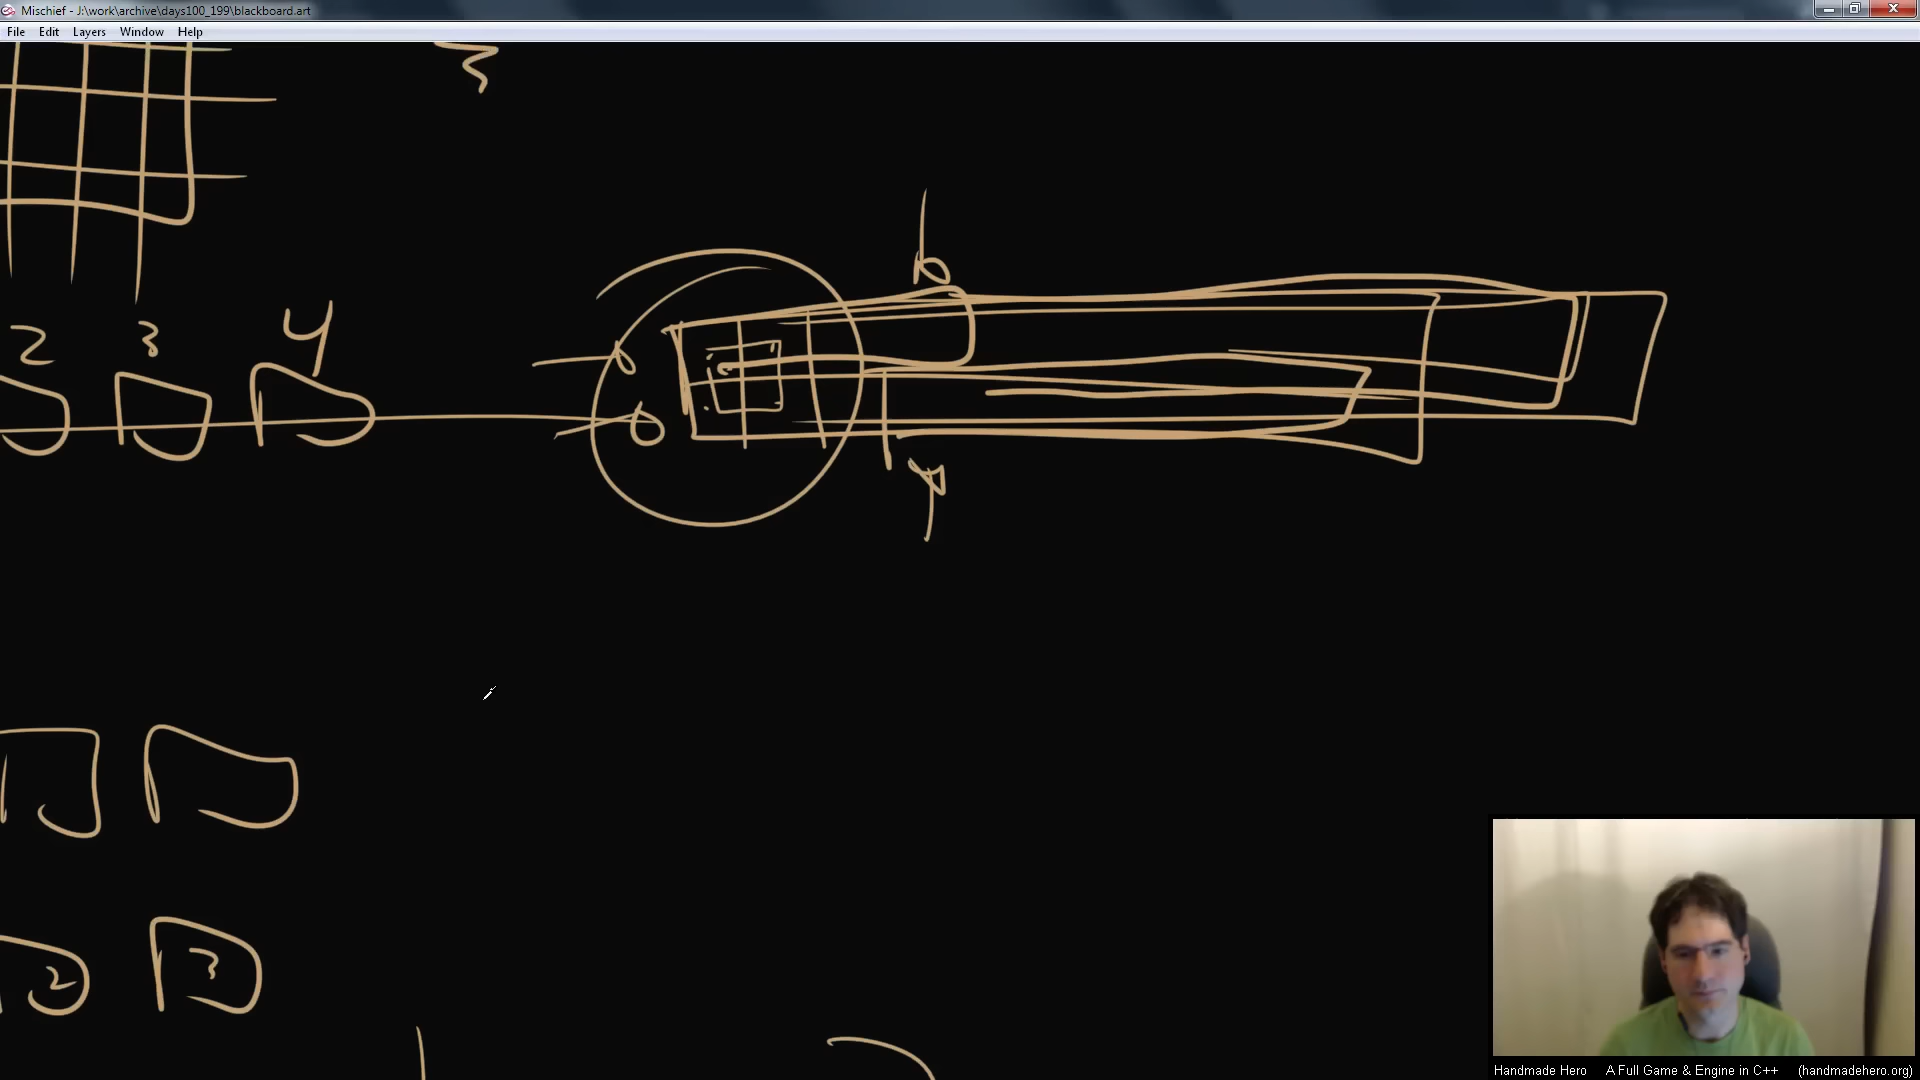 Mischief - J:\work\archive\days100_199\blackboard.art
File Edit Layers Window Help
b
2 3 4
2 3
Handmade Hero A Full Game & Engine in C++ (handmadehero.org)